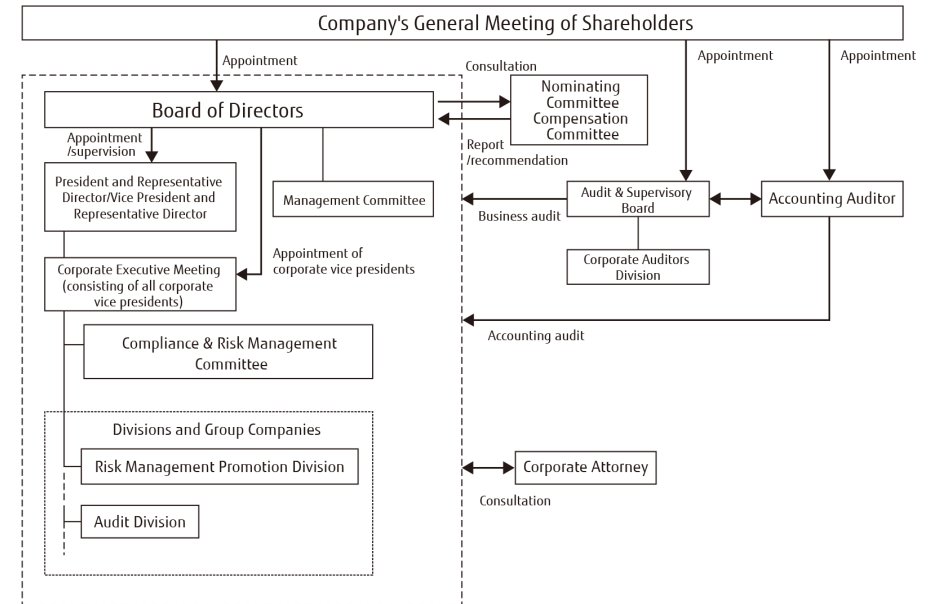 Company's General Meeting of Shareholders
Appointment
Appointment
Appointment
Consultation
Board of Directors
Nominating
Committee
Compensation
Committee
Appointment
/supervision
Report
/recommendation
President and Representative
Director/Vice President and
Representative Director
Management Committee
Business audit
Audit & Supervisory
Board
Accounting Auditor
Appointment of
corporate vice presidents
Corporate Executive Meeting
(consisting of all corporate
vice presidents)
Corporate Auditors
Division
Accounting audit
Compliance & Risk Management
Committee
Divisions and Group Companies
Risk Management Promotion Division
Corporate Attorney
Consultation
Audit Division